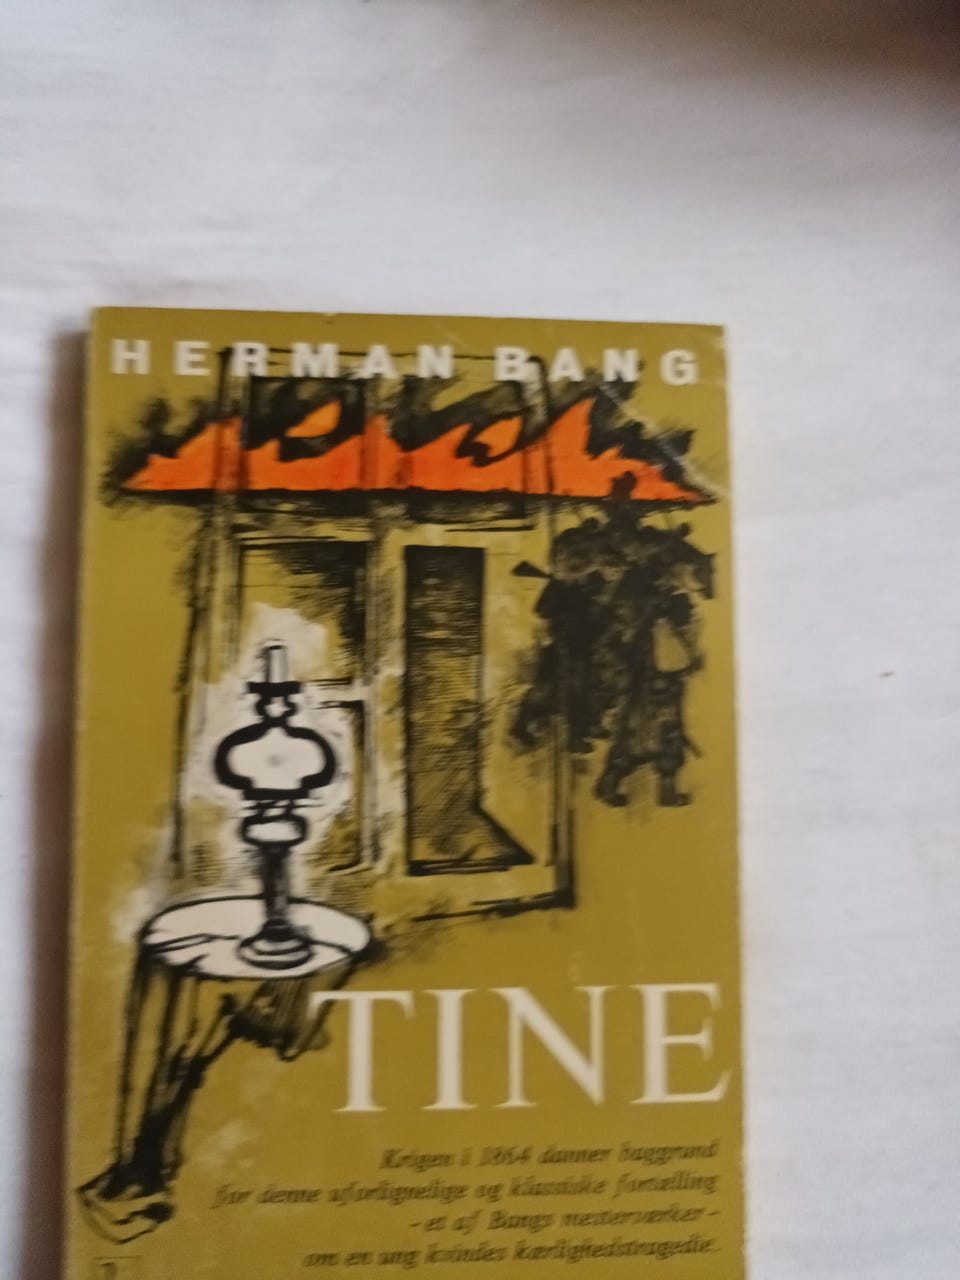 HERMAN BANG
TINE
Krigen i 1864 danner baggrund
for denne uforlignelige og klassiske fortælling
- et af Bangs mesterværker -
om en ung kvindes kærlighedstragedie.